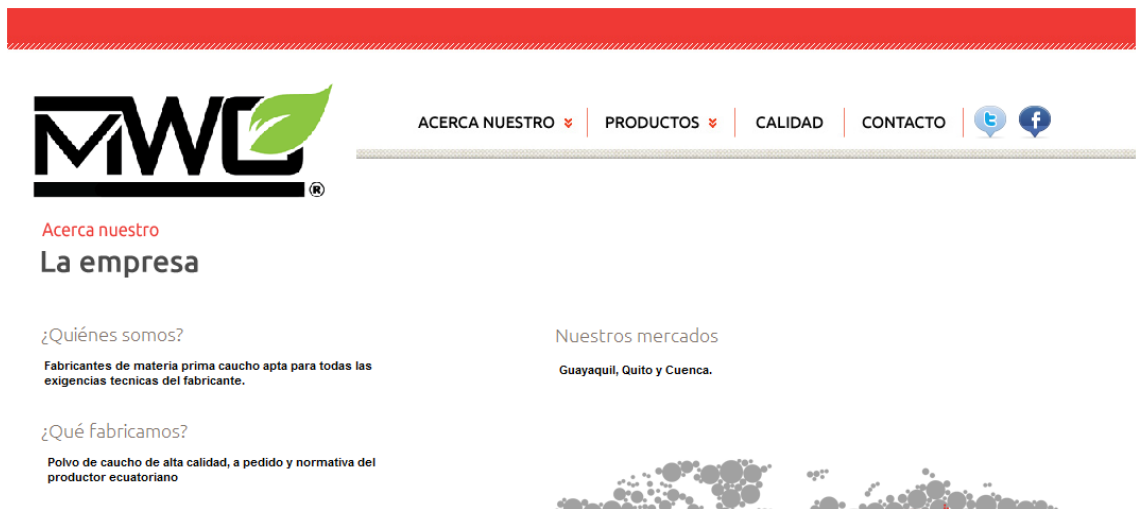 MWC
®
ACERCA NUESTRO
PRODUCTOS
CALIDAD
CONTACTO
Acerca nuestro
La empresa
¿Quiénes somos?
Fabricantes de materia prima caucho apta para todas las
exigencias tecnicas del fabricante.
¿Qué fabricamos?
Polvo de caucho de alta calidad, a pedido y normativa del
productor ecuatoriano
Nuestros mercados
Guayaquil, Quito y Cuenca.